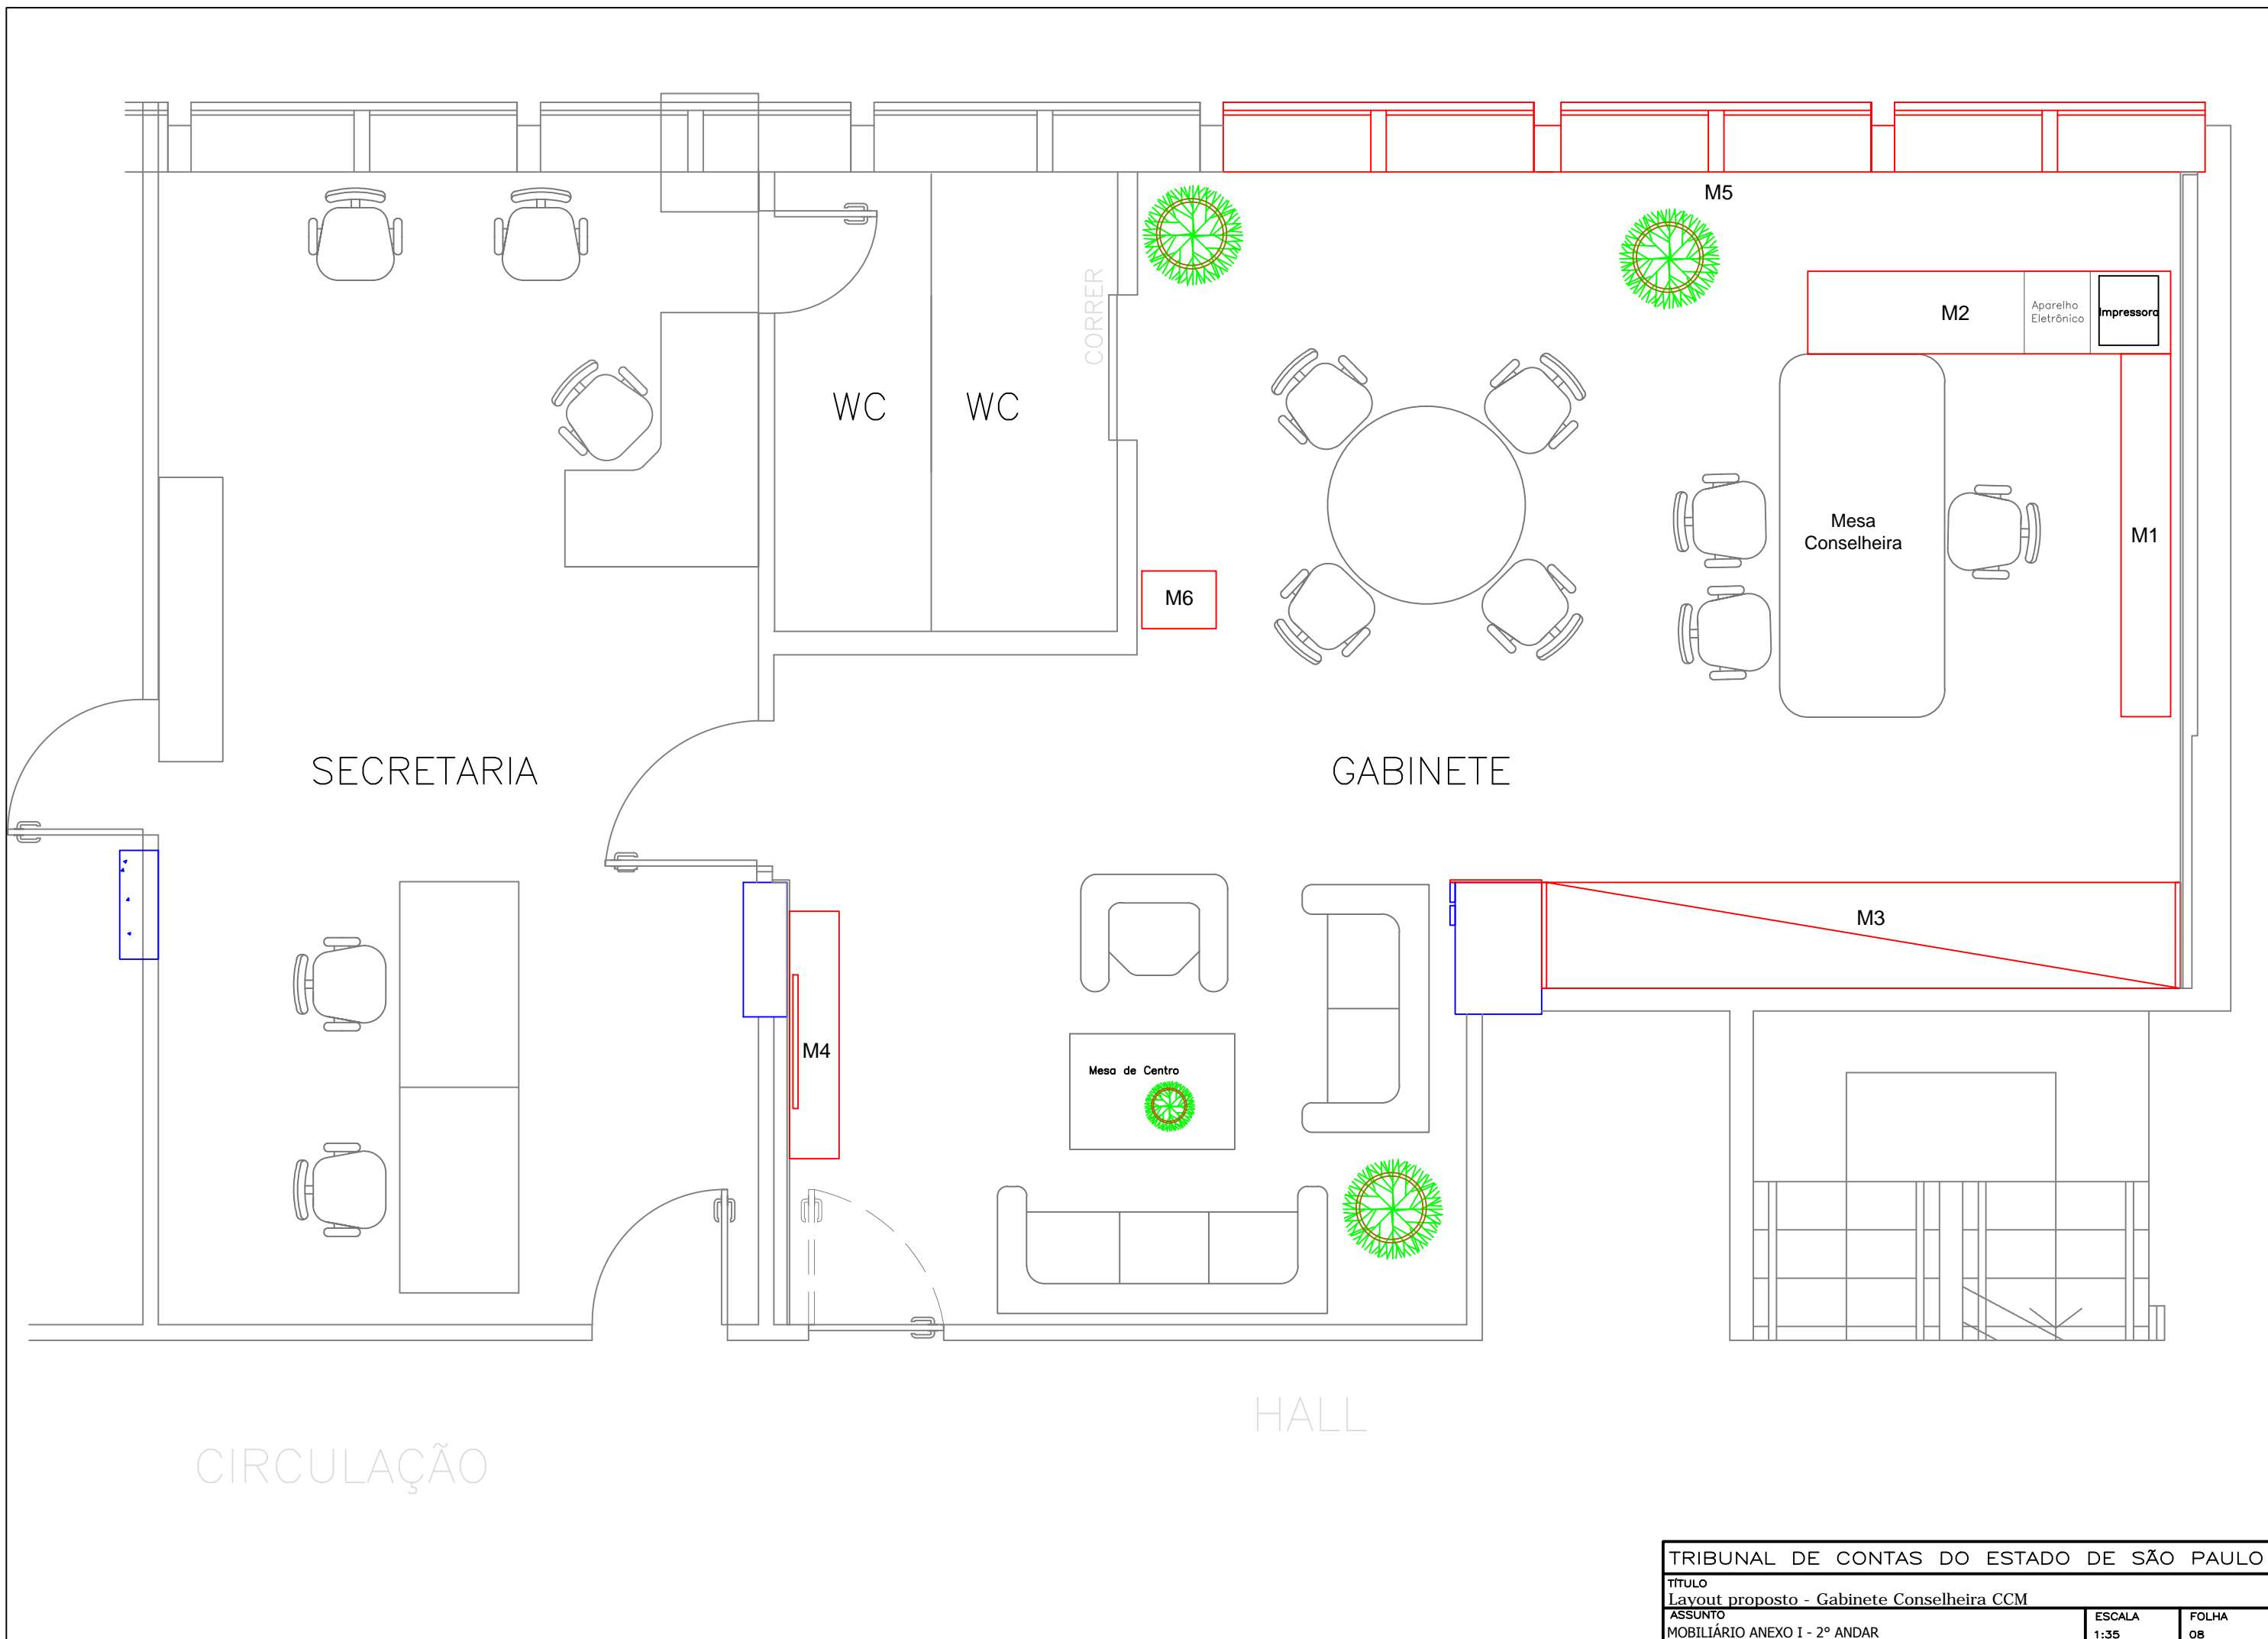 M5
M2
Aparelho
Eletrônico
Impressora
CORRER
WC
WC
Mesa
Conselheira
M1
M6
SECRETARIA
GABINETE
M3
M4
Mesa de Centro
HALL
CIRCULAÇÃO
TRIBUNAL DE CONTAS DO ESTADO DE SÃO PAULO
TÍTULO
Layout proposto - Gabinete Conselheira CCM
ASSUNTO
MOBILIÁRIO ANEXO I - 2º ANDAR
ESCALA
1:35
FOLHA
08